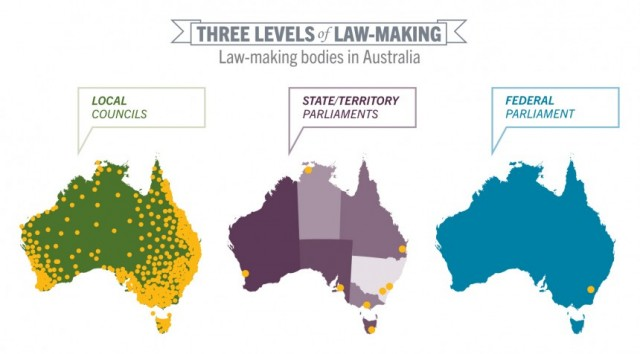 THREE LEVELS of LAW-MAKING
Law-making bodies in Australia
LOCAL
COUNCILS
STATE/TERRITORY
PARLIAMENTS
FEDERAL
PARLIAMENT